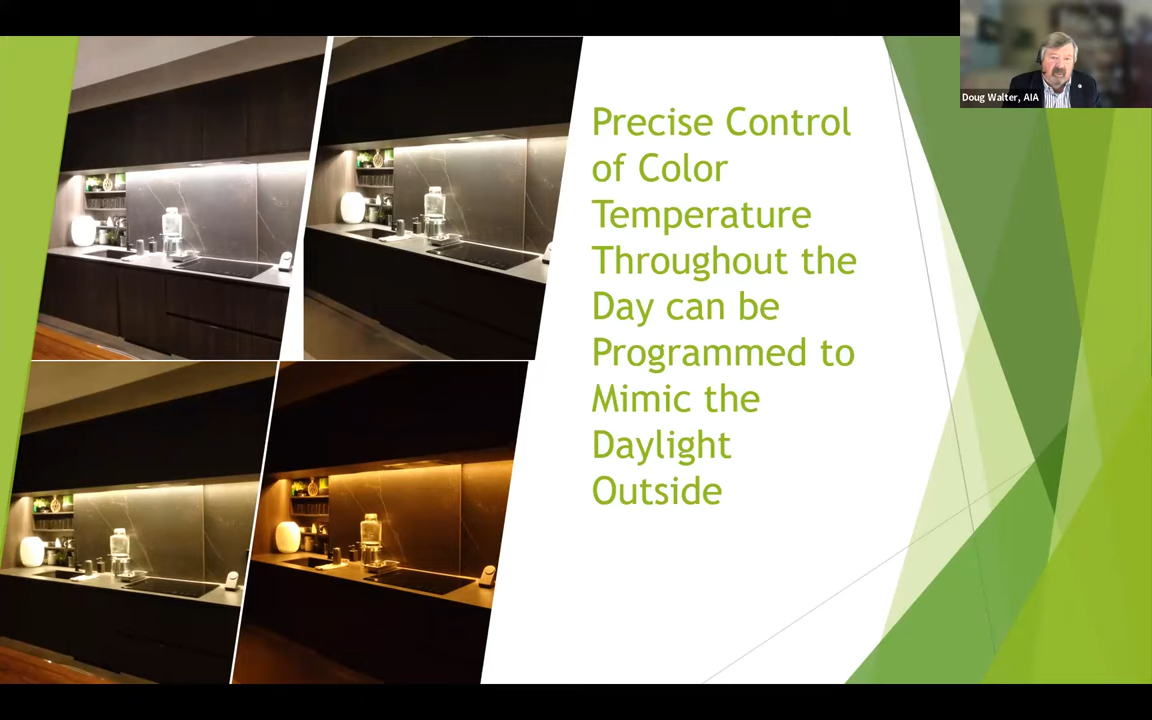 Precise Control
of Color
Temperature
Throughout the
Day can be
Programmed to
Mimic the
Daylight
Outside
Doug Walter, AIA